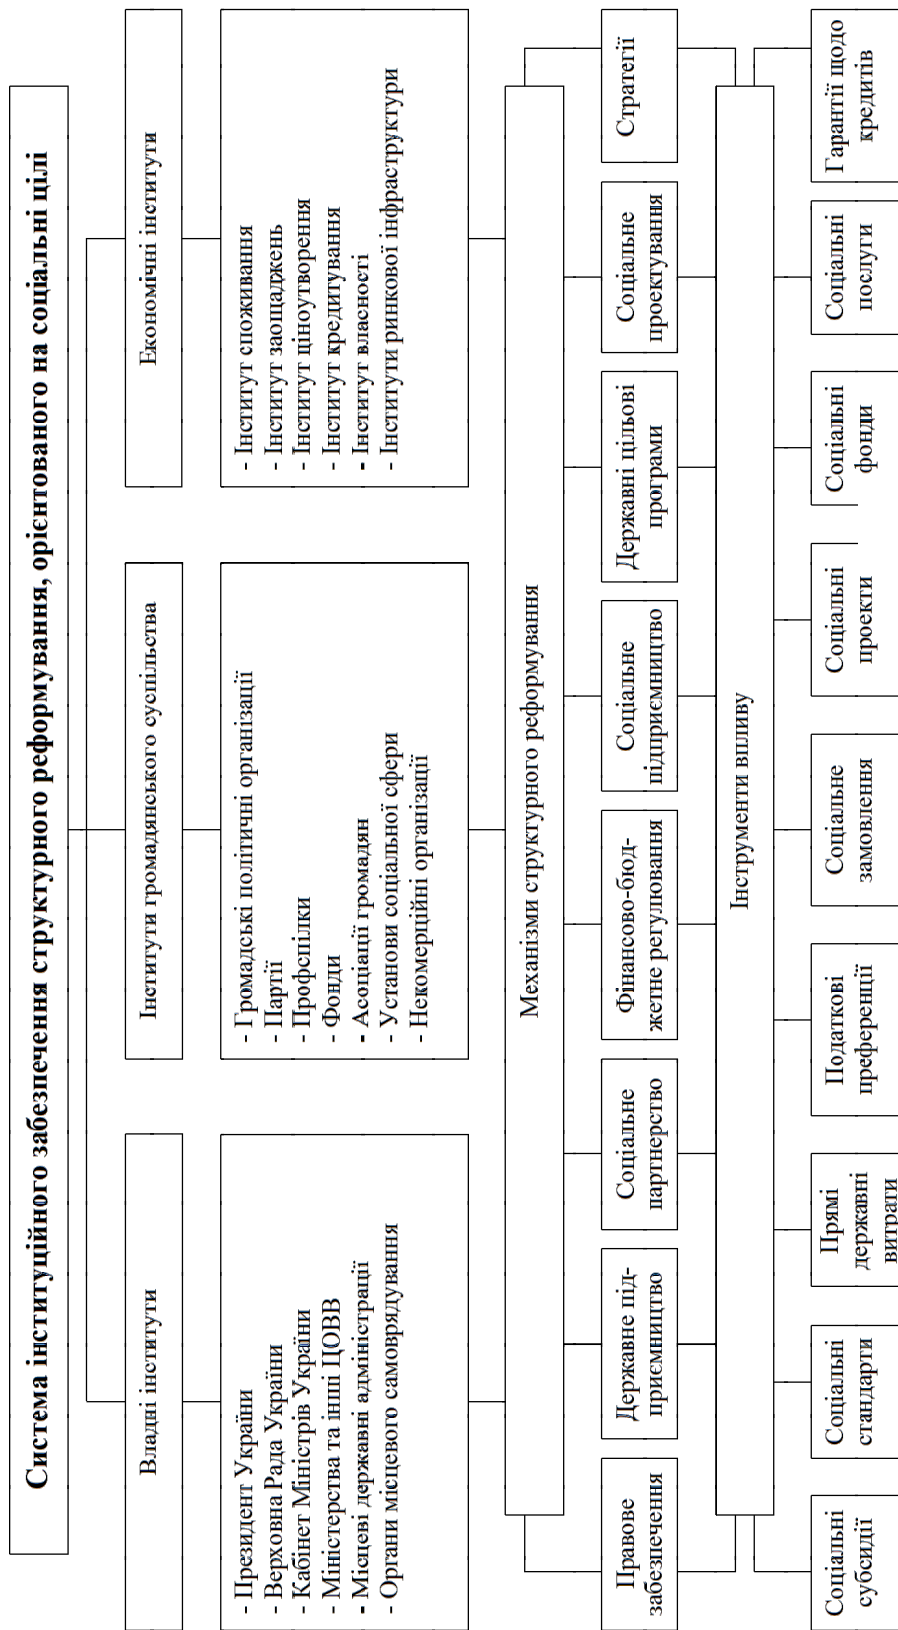 Система інституційного забезпечення структурного реформування, орієнтованого на соціальні цілі
Владні інститути
Інститути громадянського суспільства
Економічні інститути
- Президент України
- Верховна Рада України
- Кабінет Міністрів України
- Міністерства та інші ЦОВВ
- Місцеві державні адміністрації
- Органи місцевого самоврядування
- Громадські політичні організації
- Партії
- Профспілки
- Фонди
- Асоціації громадян
- Установи соціальної сфери
- Некомерційні організації
- Інститут споживання
- Інститут заощаджень
- Інститут ціноутворення
- Інститут кредитування
- Інститут власності
- Інститути ринкової інфраструктури
Механізми структурного реформування
Правове
забезпечення
Державне під-
приємництво
Соціальне
партнерство
Фінансово-бюд-
жетне регулювання
Соціальне
підприємництво
Державні цільові
програми
Соціальне
проектування
Стратегії
Інструменти впливу
Соціальні
субсидії
Соціальні
стандарти
Прямі
державні
витрати
Податкові
преференції
Соціальне
замовлення
Соціальні
проекти
Соціальні
фонди
Соціальні
послуги
Гарантії щодо
кредитів